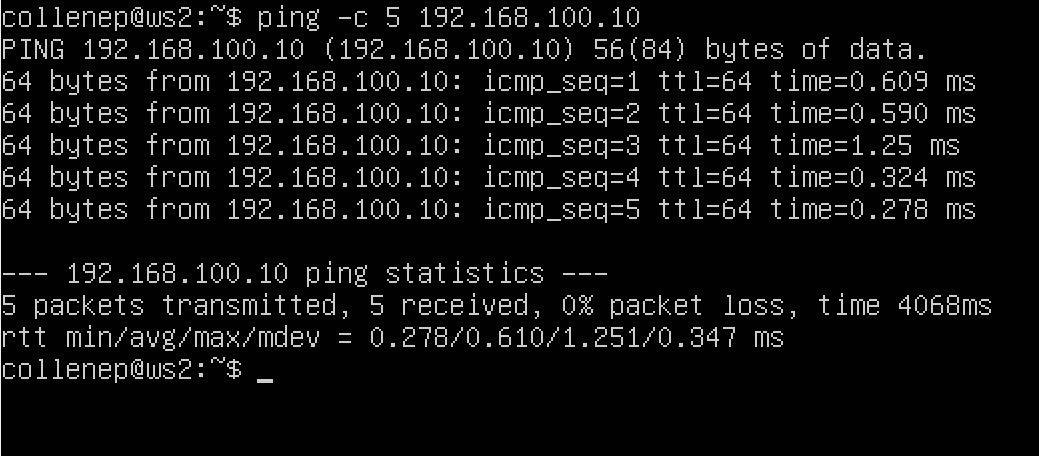 collenep@ws2:~$ ping -c 5 192.168.100.10
PING 192.168.100.10 (192.168.100.10) 56(84) bytes of data.
64 bytes from 192.168.100.10: icmp_seq=1 ttl=64 time=0.609 ms
64 bytes from 192.168.100.10: icmp_seq=2 ttl=64 time=0.590 ms
64 bytes from 192.168.100.10: icmp_seq=3 ttl=64 time=1.25 ms
64 bytes from 192.168.100.10: icmp_seq=4 ttl=64 time=0.324 ms
64 bytes from 192.168.100.10: icmp_seq=5 ttl=64 time=0.278 ms
--- 192.168.100.10 ping statistics ---
5 packets transmitted, 5 received, 0% packet loss, time 4068ms
rtt min/avg/max/mdev = 0.278/0.610/1.251/0.347 ms
collenep@ws2:~$ _